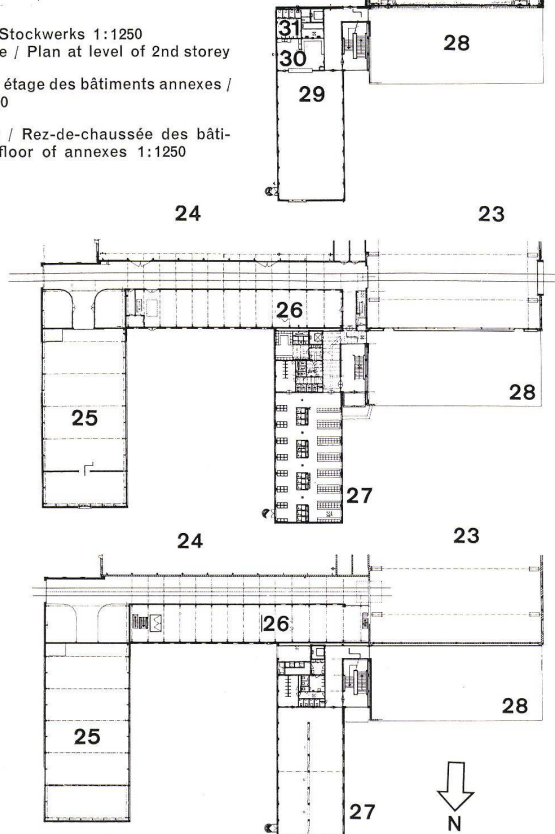 Stockwerks 1:1250
e / Plan at level of 2nd storey
étage des bâtiments annexes /
0
/ Rez-de-chaussée des bâti-
floor of annexes 1:1250
31
30
29
28
24
23
26
25
28
27
24
23
26
25
28
27
N